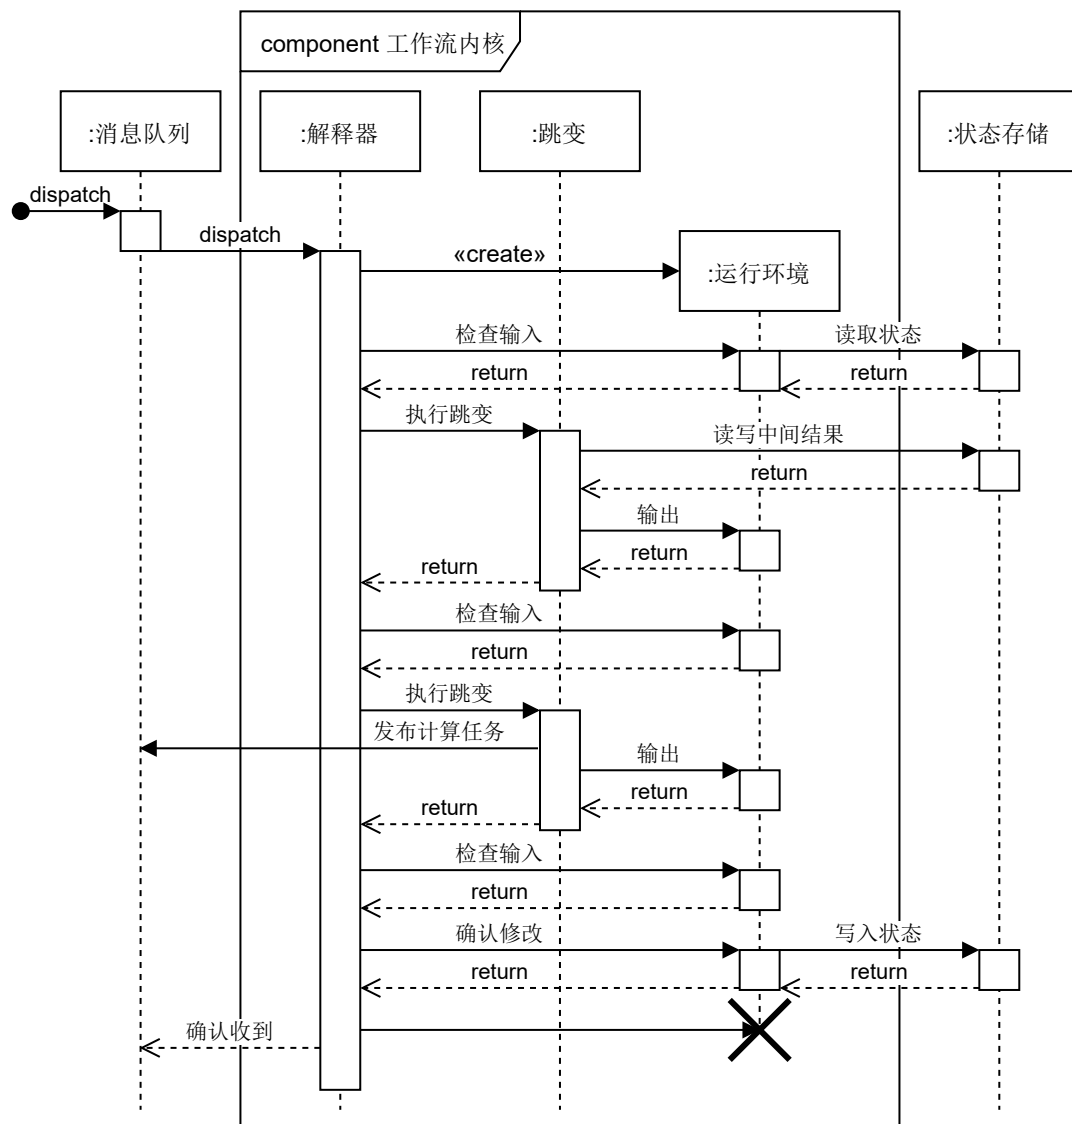 component 工作流内核
:消息队列
:解释器
:跳变
:状态存储
dispatch
dispatch
«create»
:运行环境
检查输入
读取状态
return
return
执行跳变
读写中间结果
return
输出
return
return
检查输入
return
执行跳变
发布计算任务
输出
return
return
检查输入
return
确认修改
写入状态
return
return
确认收到